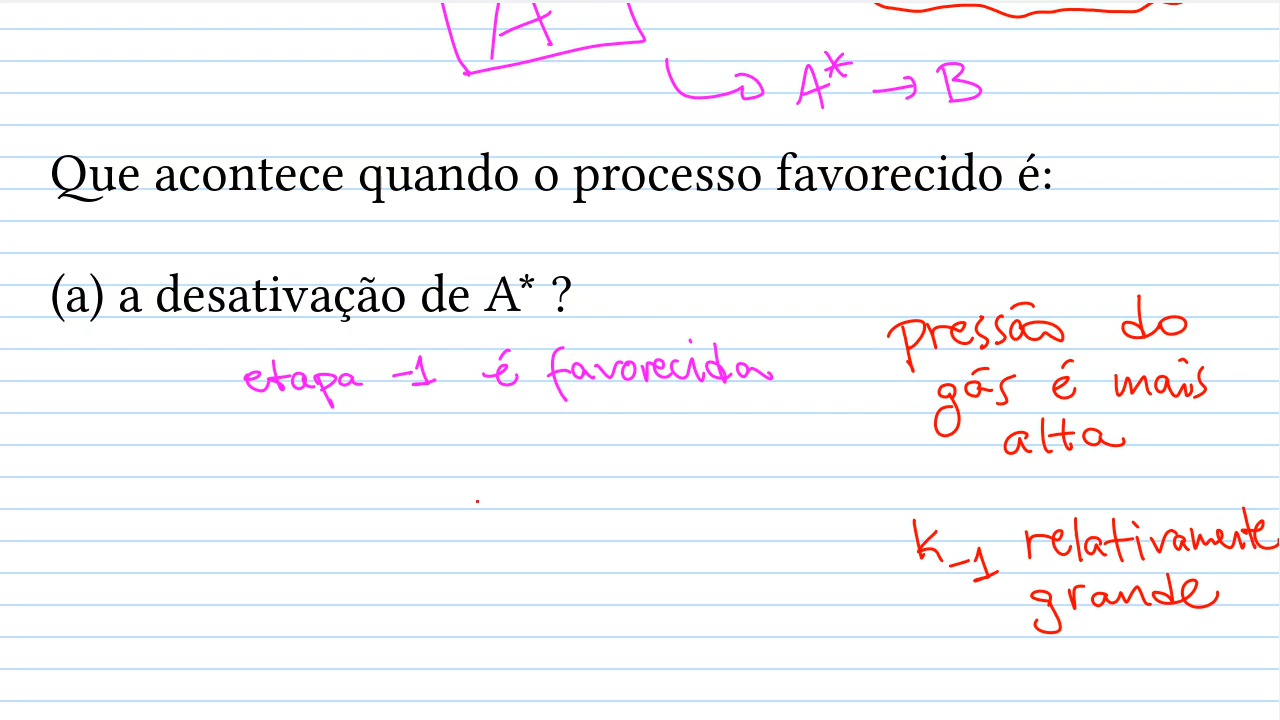 A
A* → B
Que acontece quando o processo favorecido é:
(a) a desativação de A* ?
etapa -1 é favorecida
pressão do
gás é mais
alta
k-1 relativamente
grande